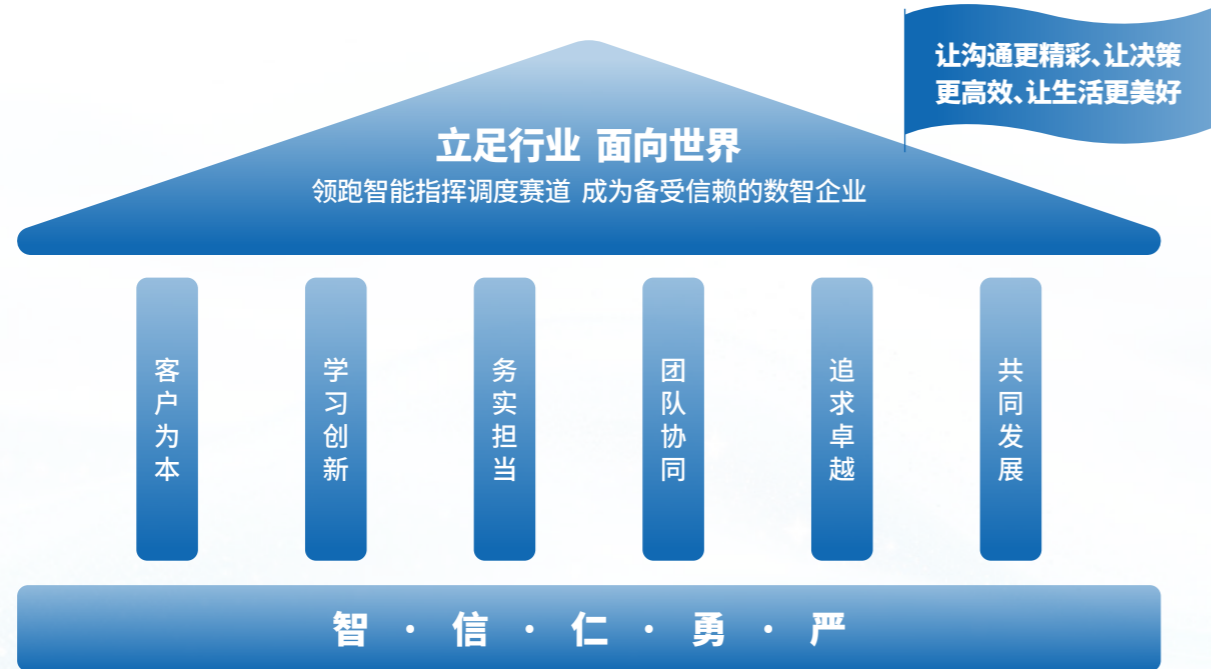 让沟通更精彩、让决策
更高效、让生活更美好
立足行业 面向世界
领跑智能指挥调度赛道 成为备受信赖的数智企业
客户为本
学习创新
务实担当
团队协同
追求卓越
共同发展
智·信·仁·勇·严